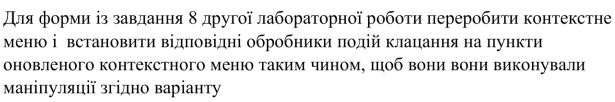 Для форми із завдання 8 другої лабораторної роботи переробити контекстне
меню і встановити відповідні обробники подій клацання на пункти
оновленого контекстного меню таким чином, щоб вони вони виконували
маніпуляції згідно варіанту